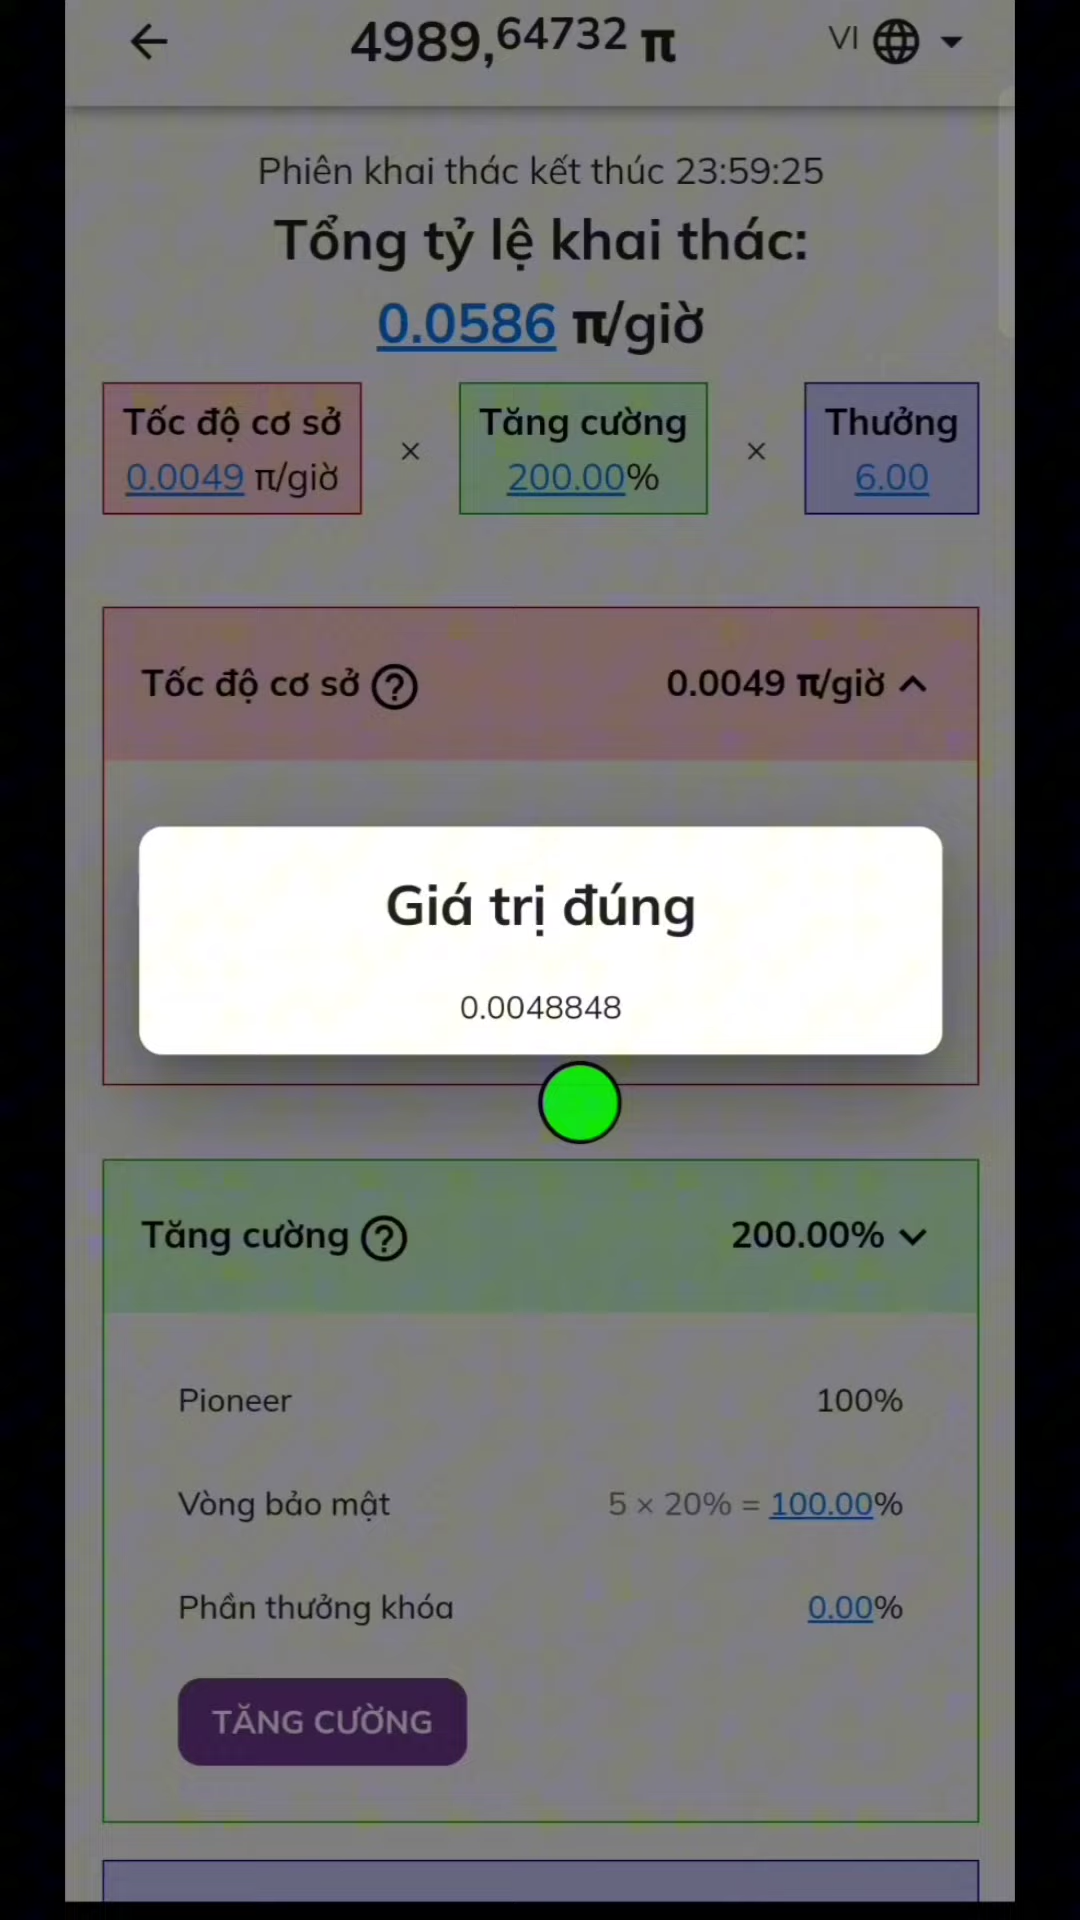 4989,64732 π
VI
Phiên khai thác kết thúc 23:59:25
Tổng tỷ lệ khai thác:
0.0586 π/giờ
Tốc độ cơ sở
0.0049 π/giờ
×
Tăng cường
200.00%
×
Thưởng
6.00
Tốc độ cơ sở ? 0.0049 π/giờ
Giá trị đúng
0.0048848
Tăng cường ? 200.00%
Pioneer 100%
Vòng bảo mật 5 × 20% = 100.00%
Phần thưởng khóa 0.00%
TĂNG CƯỜNG